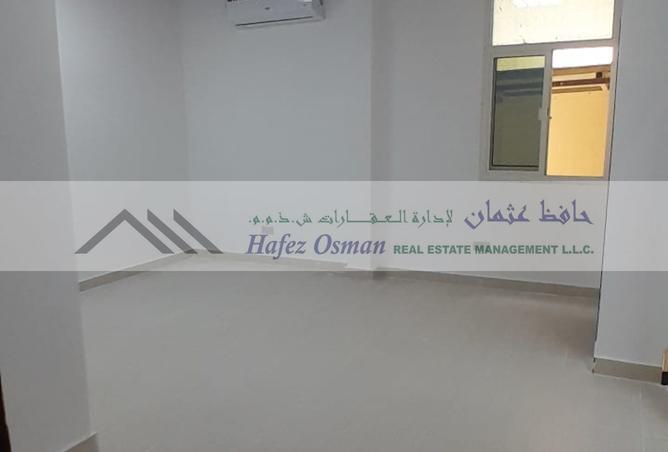 حافظ عثمان لإدارة العقارات ش.ذ.م.م.
Hafez Osman REAL ESTATE MANAGEMENT L.L.C.